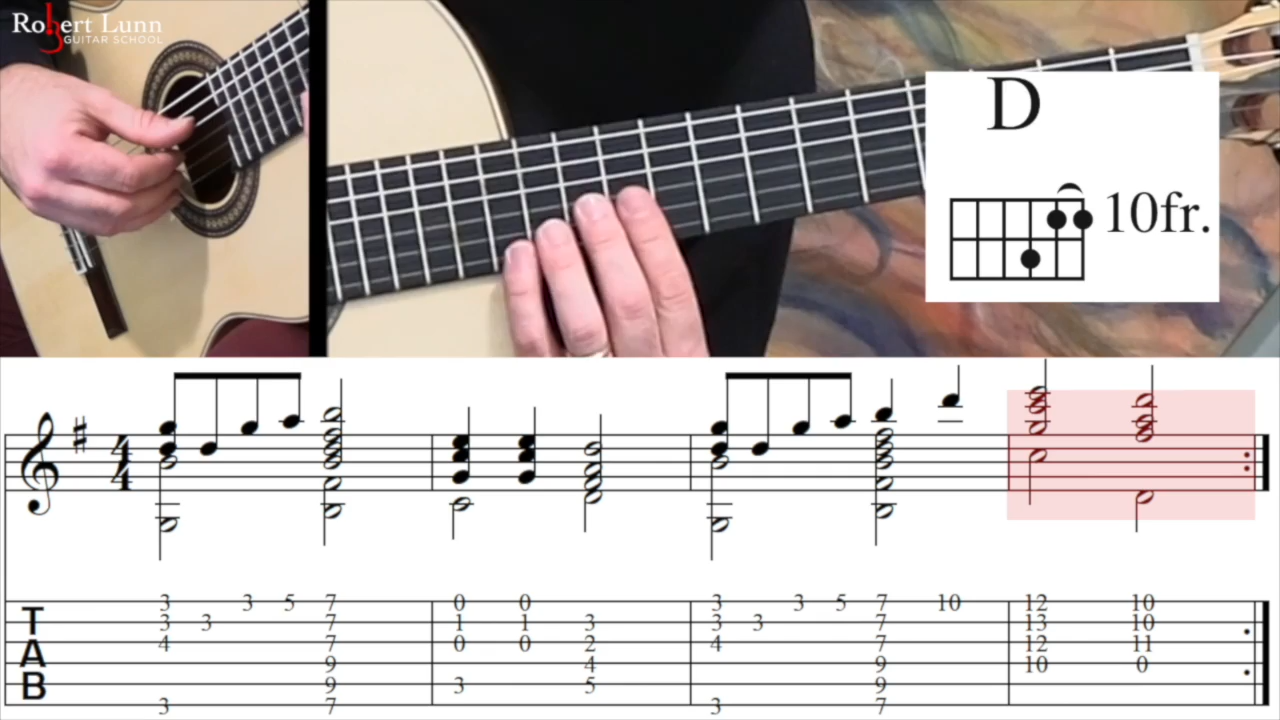 Robert Lunn
GUITAR SCHOOL
D
10fr.
4
4
T
A
B
3 3 5 7 0 0 3 3 5 7 10 12 10
3 3 7 1 1 3 3 3 7 13 10
4 7 0 0 2 4 7 12 11
9 4 9 10 0
9 3 5 9
3 7 3 7